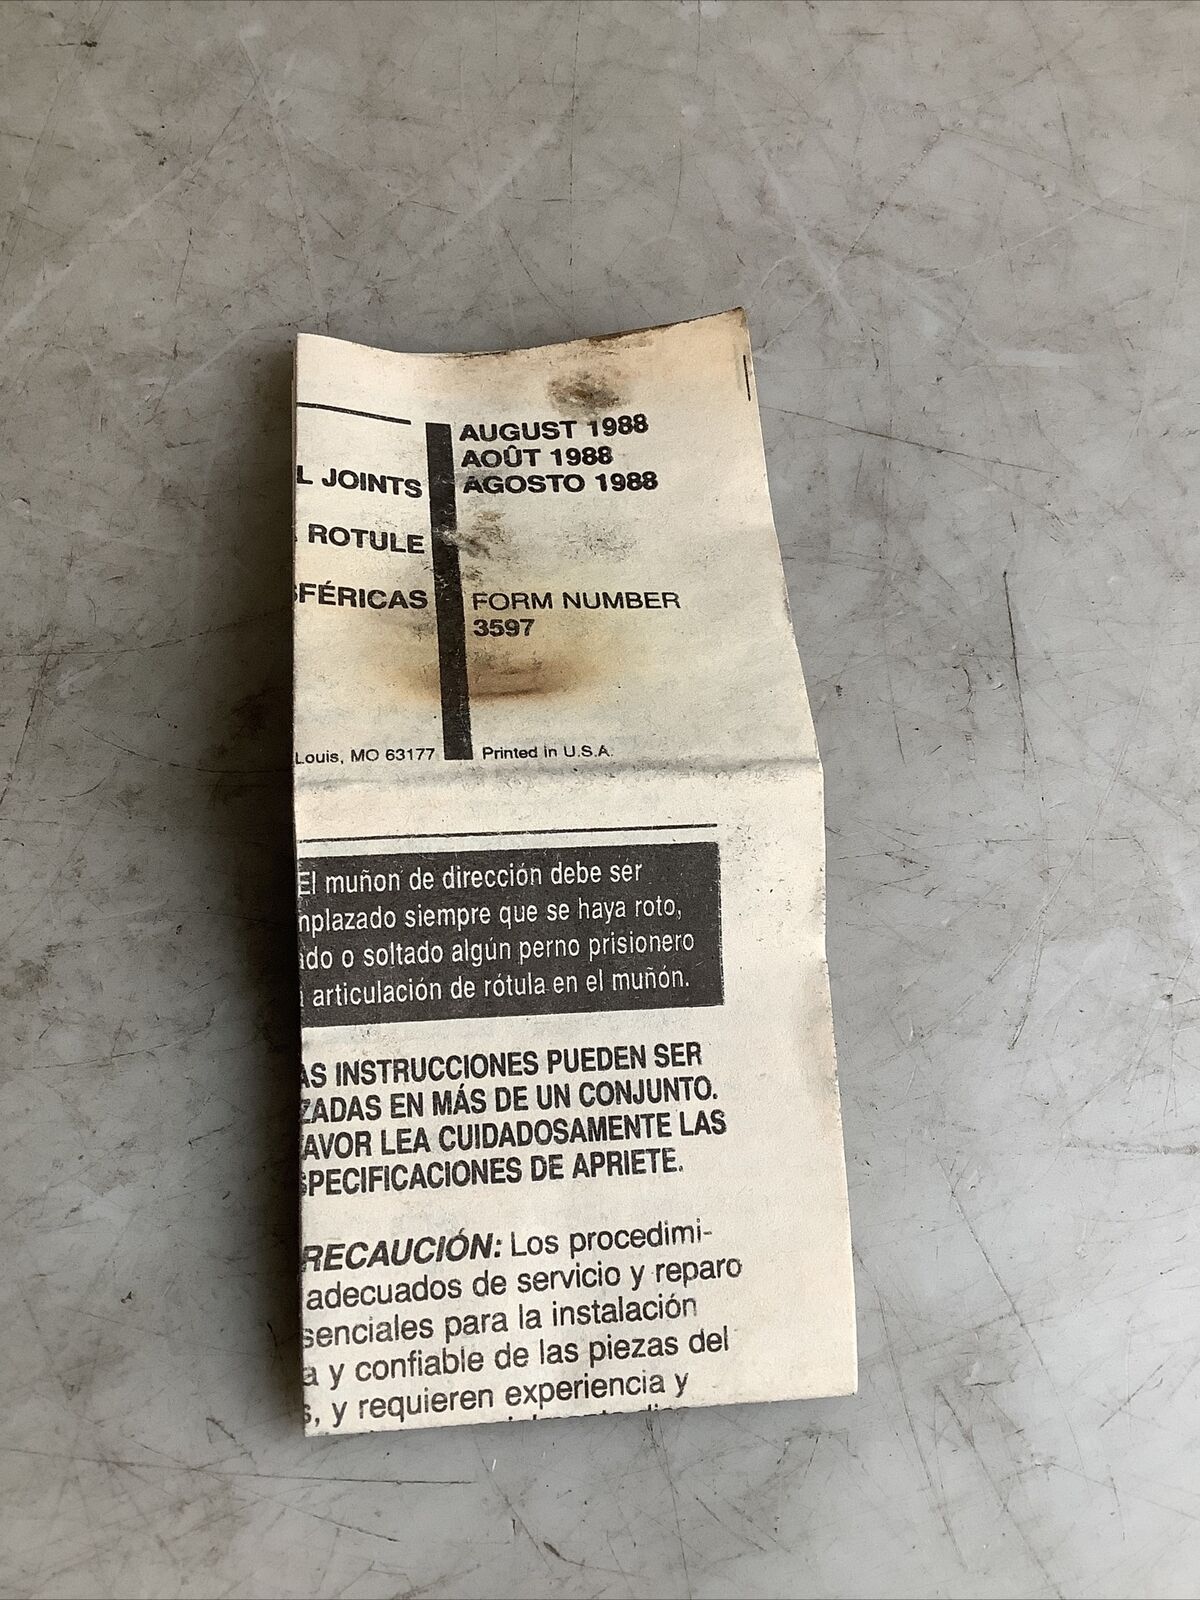 AUGUST 1988
AOÛT 1988
AGOSTO 1988
L JOINTS
ROTULE
FÉRICAS
FORM NUMBER
3597
Louis, MO 63177
Printed in U.S.A.
El muñon de dirección debe ser
mplazado siempre que se haya roto,
do o soltado algún perno prisionero
articulación de rótula en el muñón.
AS INSTRUCCIONES PUEDEN SER
ZADAS EN MÁS DE UN CONJUNTO.
AVOR LEA CUIDADOSAMENTE LAS
SPECIFICACIONES DE APRIETE.
RECAUCIÓN: Los procedimi-
adecuados de servicio y reparo
senciales para la instalación
a y confiable de las piezas del
s, y requieren experiencia y